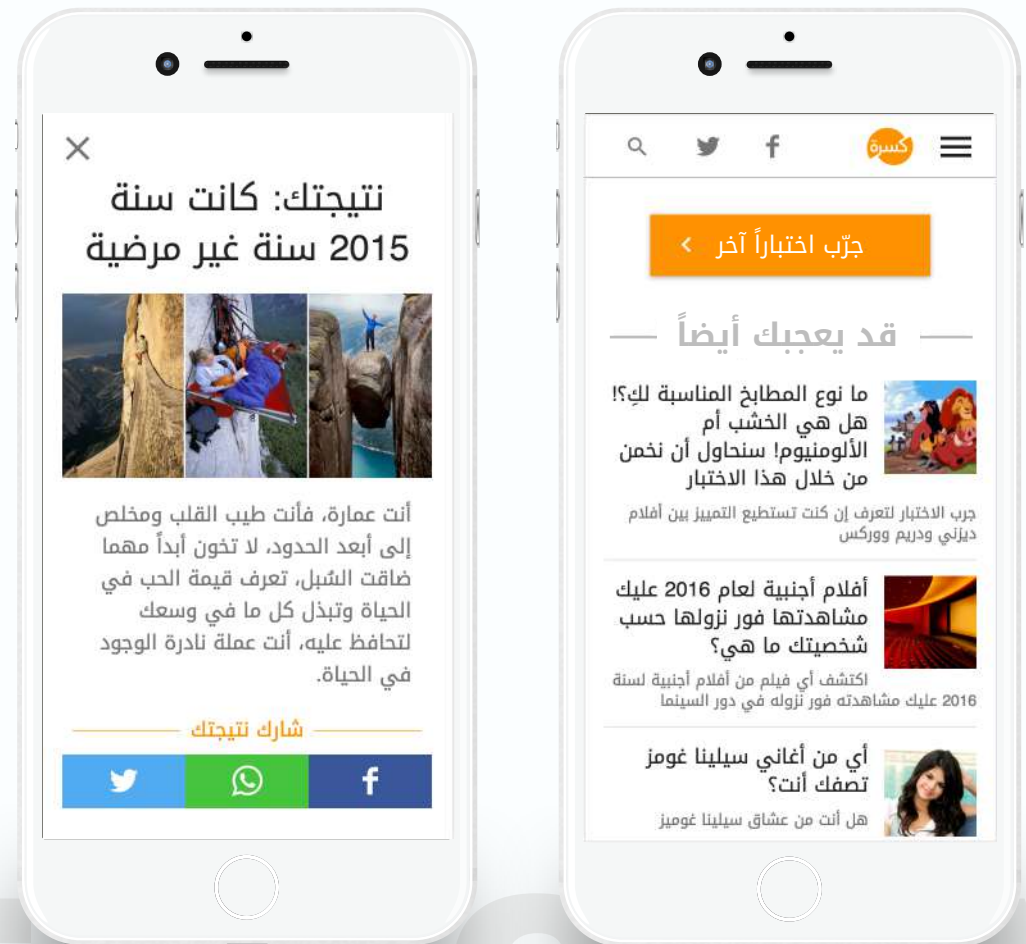 نتيجتك: كانت سنة
2015 سنة غير مرضية
أنت عمارة، فأنت طيب القلب ومخلص
إلى أبعد الحدود، لا تخون أبداً مهما
ضاقت السُبل، تعرف قيمة الحب في
الحياة وتبذل كل ما في وسعك
لتحافظ عليه، أنت عملة نادرة الوجود
في الحياة.
شارك نتيجتك
كسرة
جرّب اختباراً آخر
قد يعجبك أيضاً
ما نوع المطابخ المناسبة لكِ؟!
هل هي الخشب أم
الألومنيوم! سنحاول أن نخمن
من خلال هذا الاختبار
جرب الاختبار لتعرف إن كنت تستطيع التمييز بين أفلام
ديزني ودريم ووركس
أفلام أجنبية لعام 2016 عليك
مشاهدتها فور نزولها حسب
شخصيتك ما هي؟
اكتشف أي فيلم من أفلام أجنبية لسنة
2016 عليك مشاهدته فور نزوله في دور السينما
أي من أغاني سيلينا غومز
تصفك أنت؟
هل أنت من عشاق سيلينا غوميز